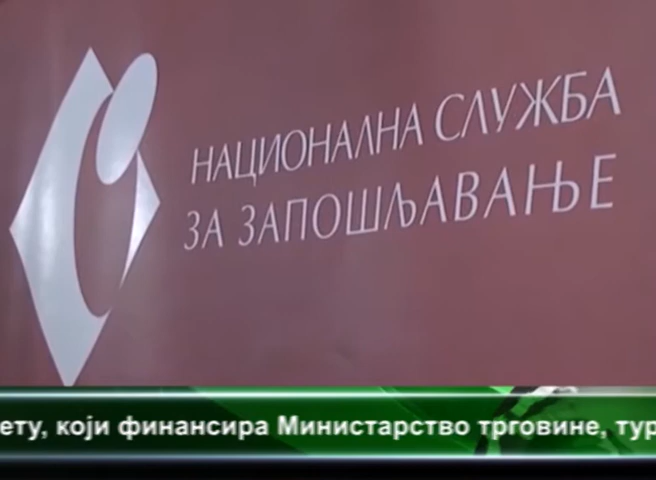 НАЦИОНАЛНА СЛУЖБА
ЗА ЗАПОШЉАВАЊЕ
ету, који финансира Министарство трговине, тур